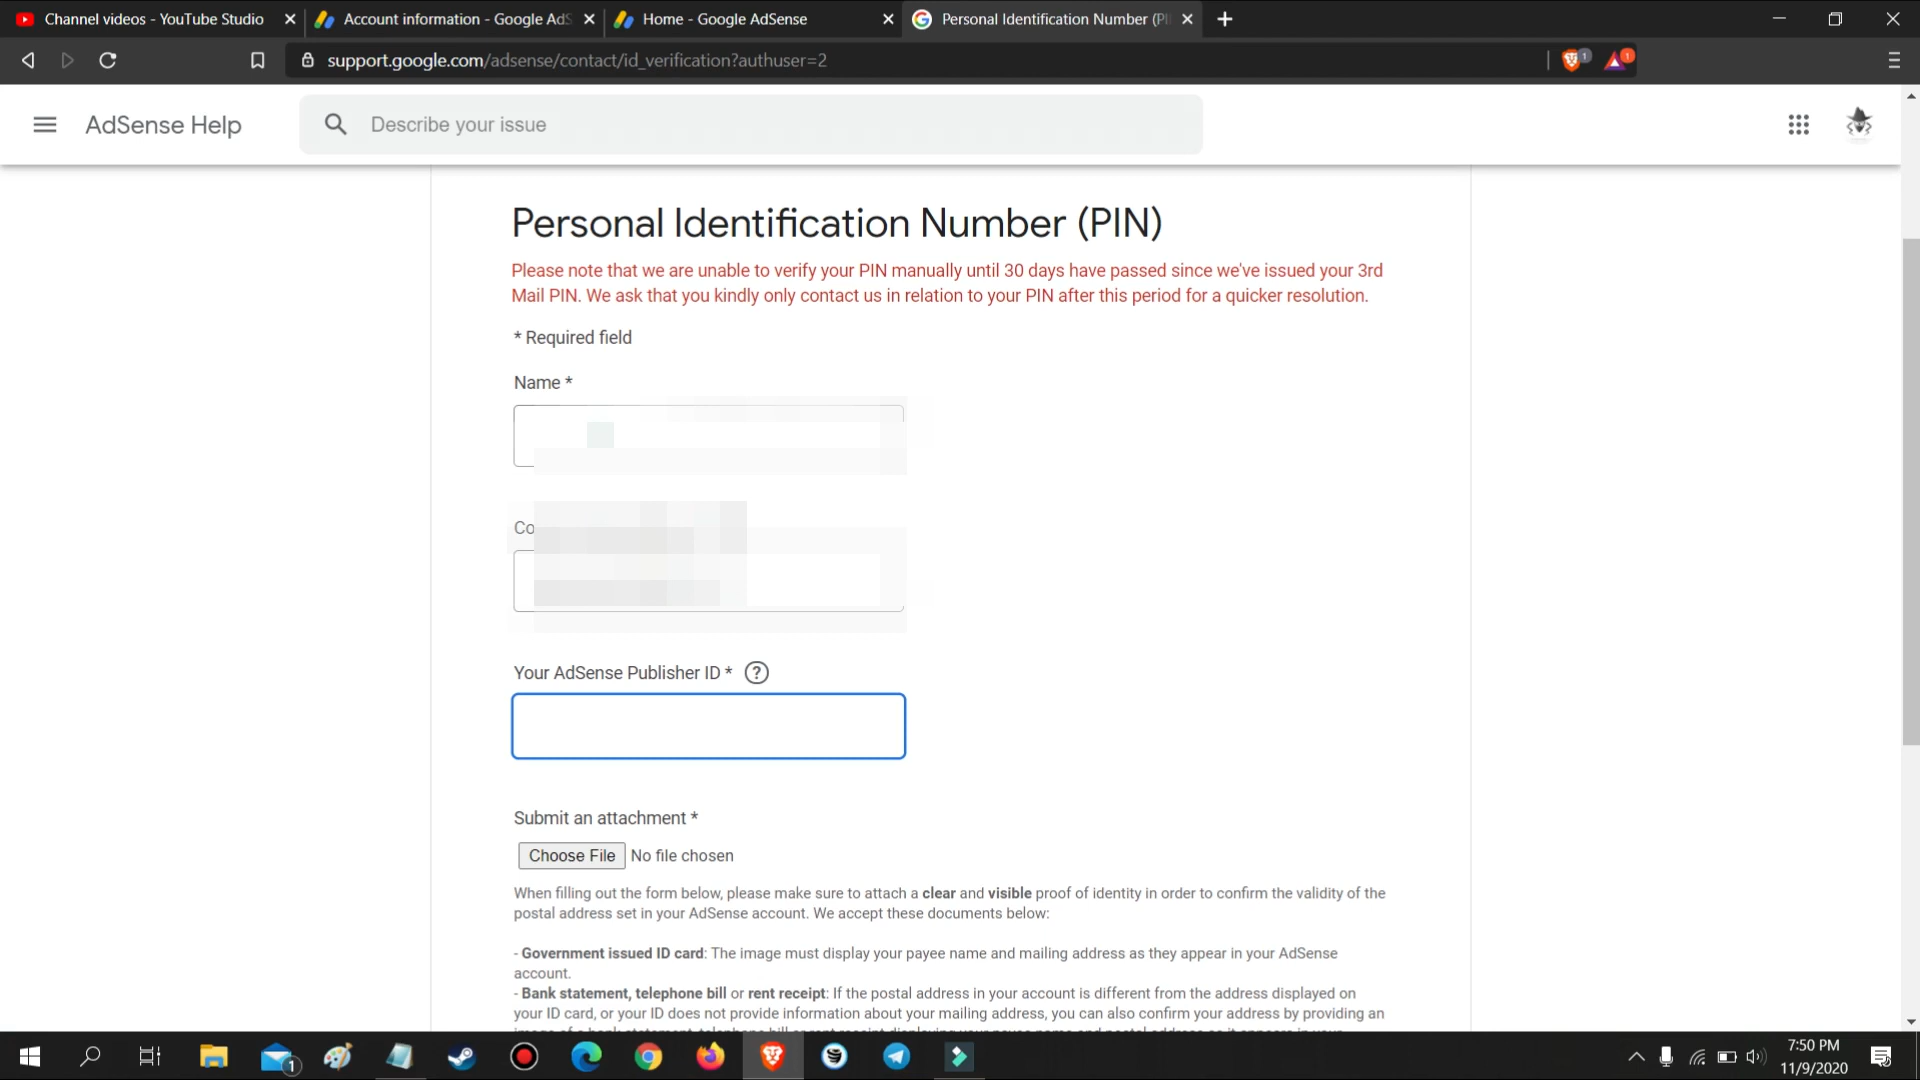 Channel videos - YouTube Studio
Account information - Google AdS
Home - Google AdSense
Personal Identification Number (PI
support.google.com/adsense/contact/id_verification?authuser=2
1
1
AdSense Help
Describe your issue
Personal Identification Number (PIN)
Please note that we are unable to verify your PIN manually until 30 days have passed since we've issued your 3rd
Mail PIN. We ask that you kindly only contact us in relation to your PIN after this period for a quicker resolution.
* Required field
Name *
Co
Your AdSense Publisher ID * ?
Submit an attachment *
Choose File No file chosen
When filling out the form below, please make sure to attach a clear and visible proof of identity in order to confirm the validity of the
postal address set in your AdSense account. We accept these documents below:
- Government issued ID card: The image must display your payee name and mailing address as they appear in your AdSense
account.
- Bank statement, telephone bill or rent receipt: If the postal address in your account is different from the address displayed on
your ID card, or your ID does not provide information about your mailing address, you can also confirm your address by providing an
1
7:50 PM
11/9/2020